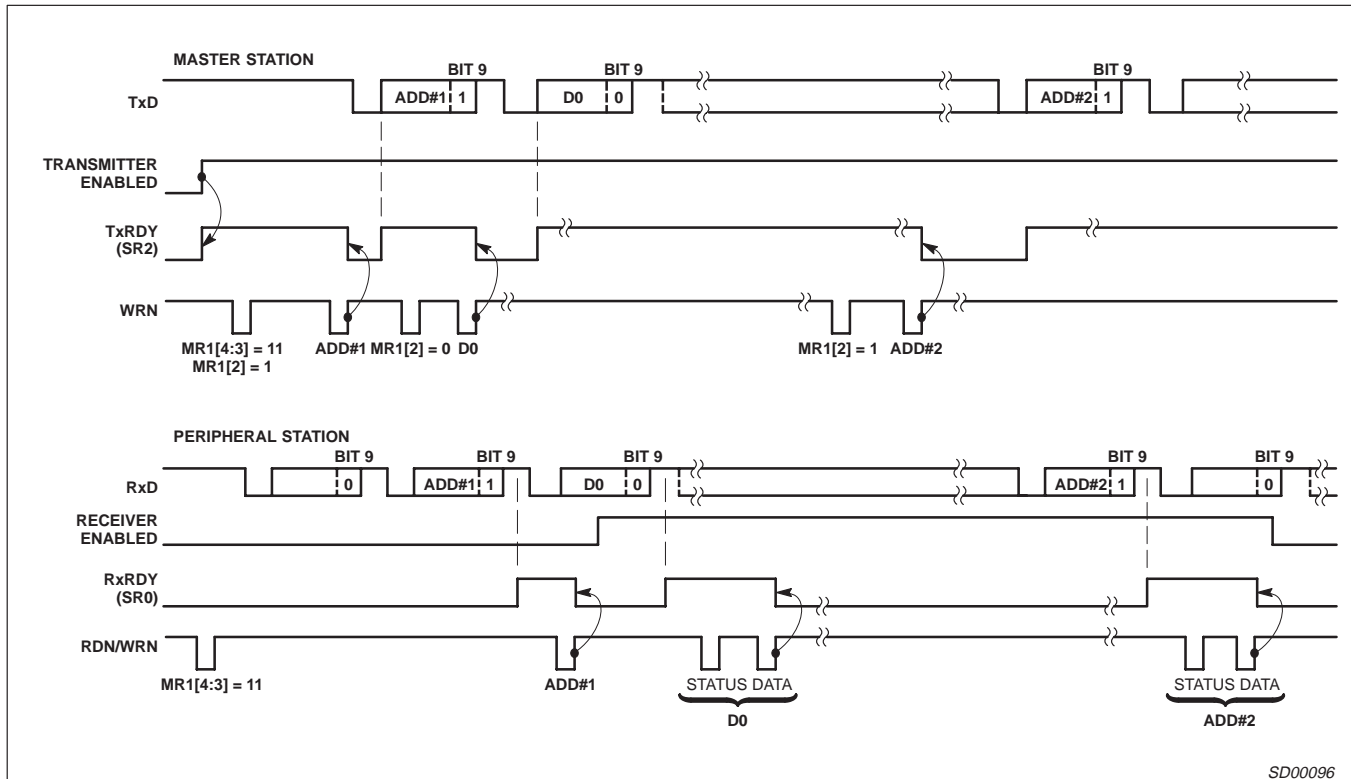 MASTER STATION
BIT 9 BIT 9 BIT 9
TxD ADD#1 1 D0 0 ADD#2 1
TRANSMITTER
ENABLED
TxRDY
(SR2)
WRN
MR1[4:3] = 11 ADD#1 MR1[2] = 0 D0 MR1[2] = 1 ADD#2
MR1[2] = 1
PERIPHERAL STATION
BIT 9 BIT 9 BIT 9 BIT 9 BIT 9
RxD 0 ADD#1 1 D0 0 ADD#2 1 0
RECEIVER
ENABLED
RxRDY
(SR0)
RDN/WRN
MR1[4:3] = 11 ADD#1 STATUS DATA STATUS DATA
D0 ADD#2
SD00096